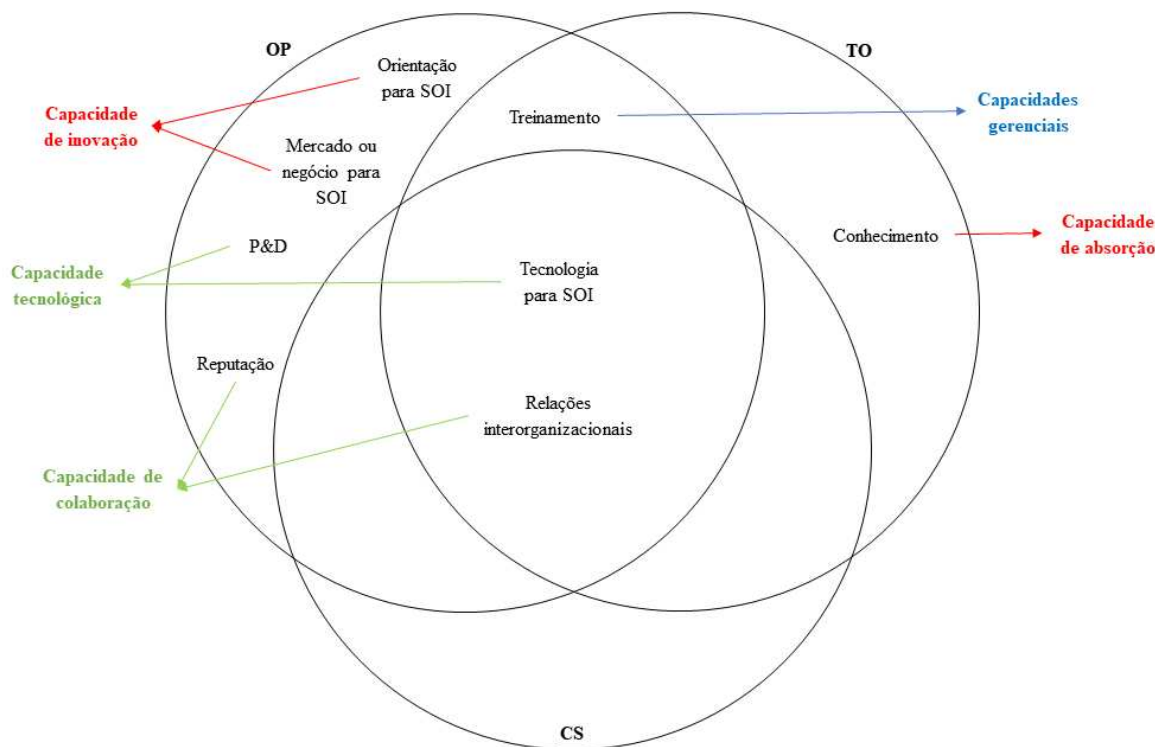 OP
TO
Orientação
para SOI
Capacidade
de inovação
Treinamento
Capacidades
gerenciais
Mercado ou
negócio para
SOI
Conhecimento
Capacidade
de absorção
P&D
Capacidade
tecnológica
Tecnologia
para SOI
Reputação
Relações
interorganizacionais
Capacidade de
colaboração
CS